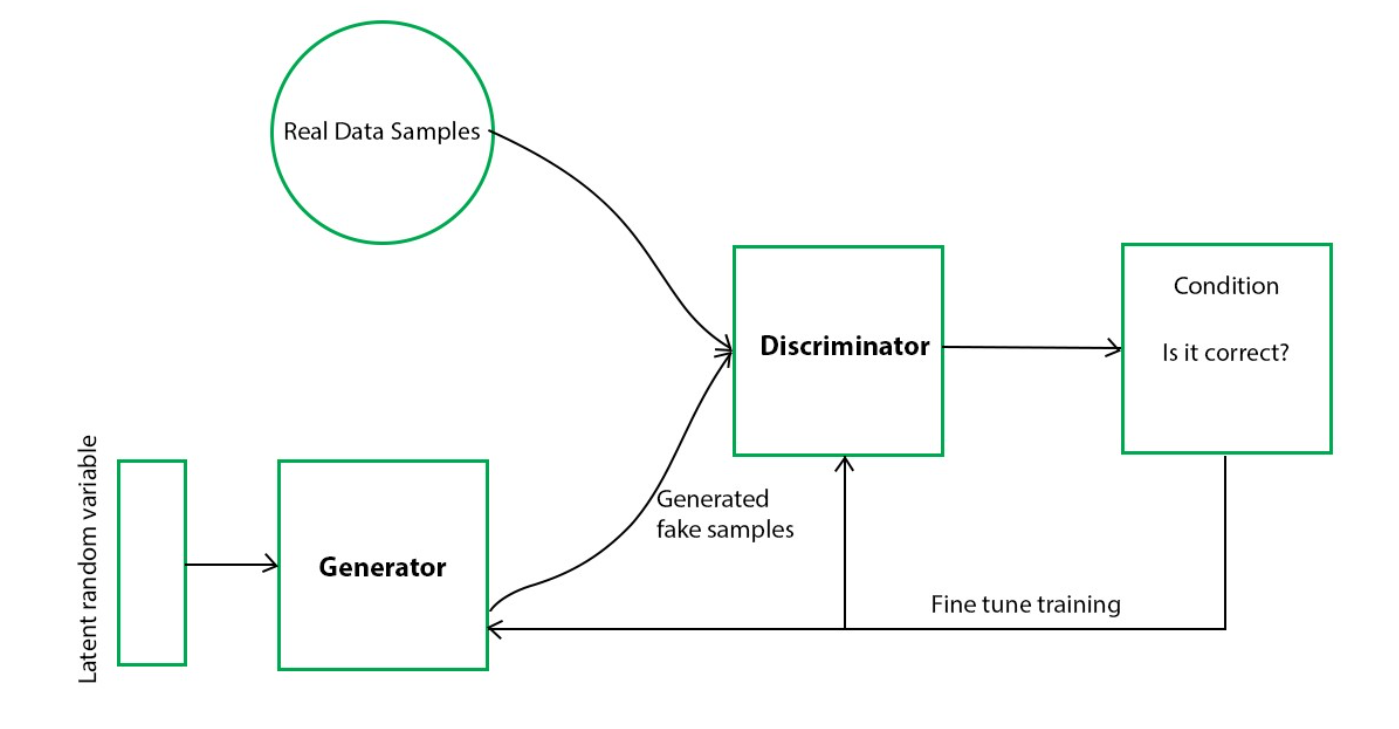 Real Data Samples
Discriminator
Condition
Is it correct?
Latent random variable
Generator
Generated
fake samples
Fine tune training